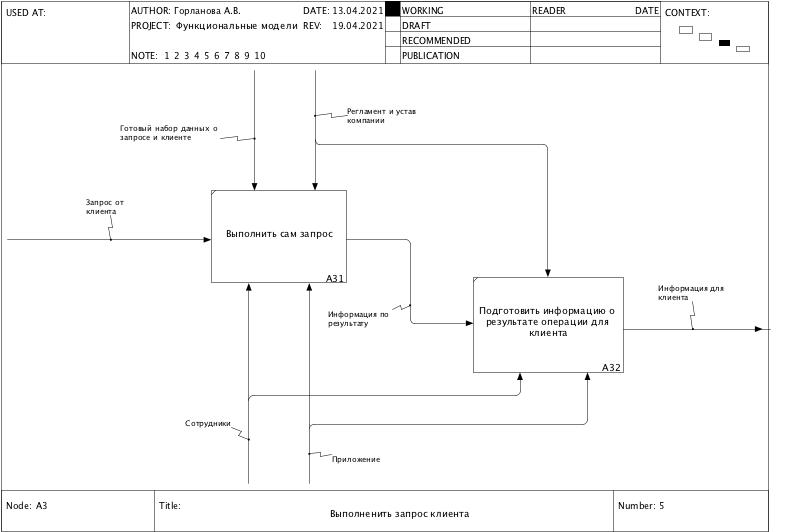 USED AT:
AUTHOR: Горланова А.В.
DATE: 13.04.2021
PROJECT: Функциональные модели
REV: 19.04.2021
NOTE: 1 2 3 4 5 6 7 8 9 10
WORKING
DRAFT
RECOMMENDED
PUBLICATION
READER
DATE
CONTEXT:
Готовый набор данных о
запросе и клиенте
Регламент и устав
компании
Запрос от
клиента
Выполнить сам запрос
A31
Информация по
результату
Подготовить информацию о
результате операции для
клиента
A32
Информация для
клиента
Сотрудники
Приложение
Node: A3
Title:
Выполненить запрос клиента
Number: 5